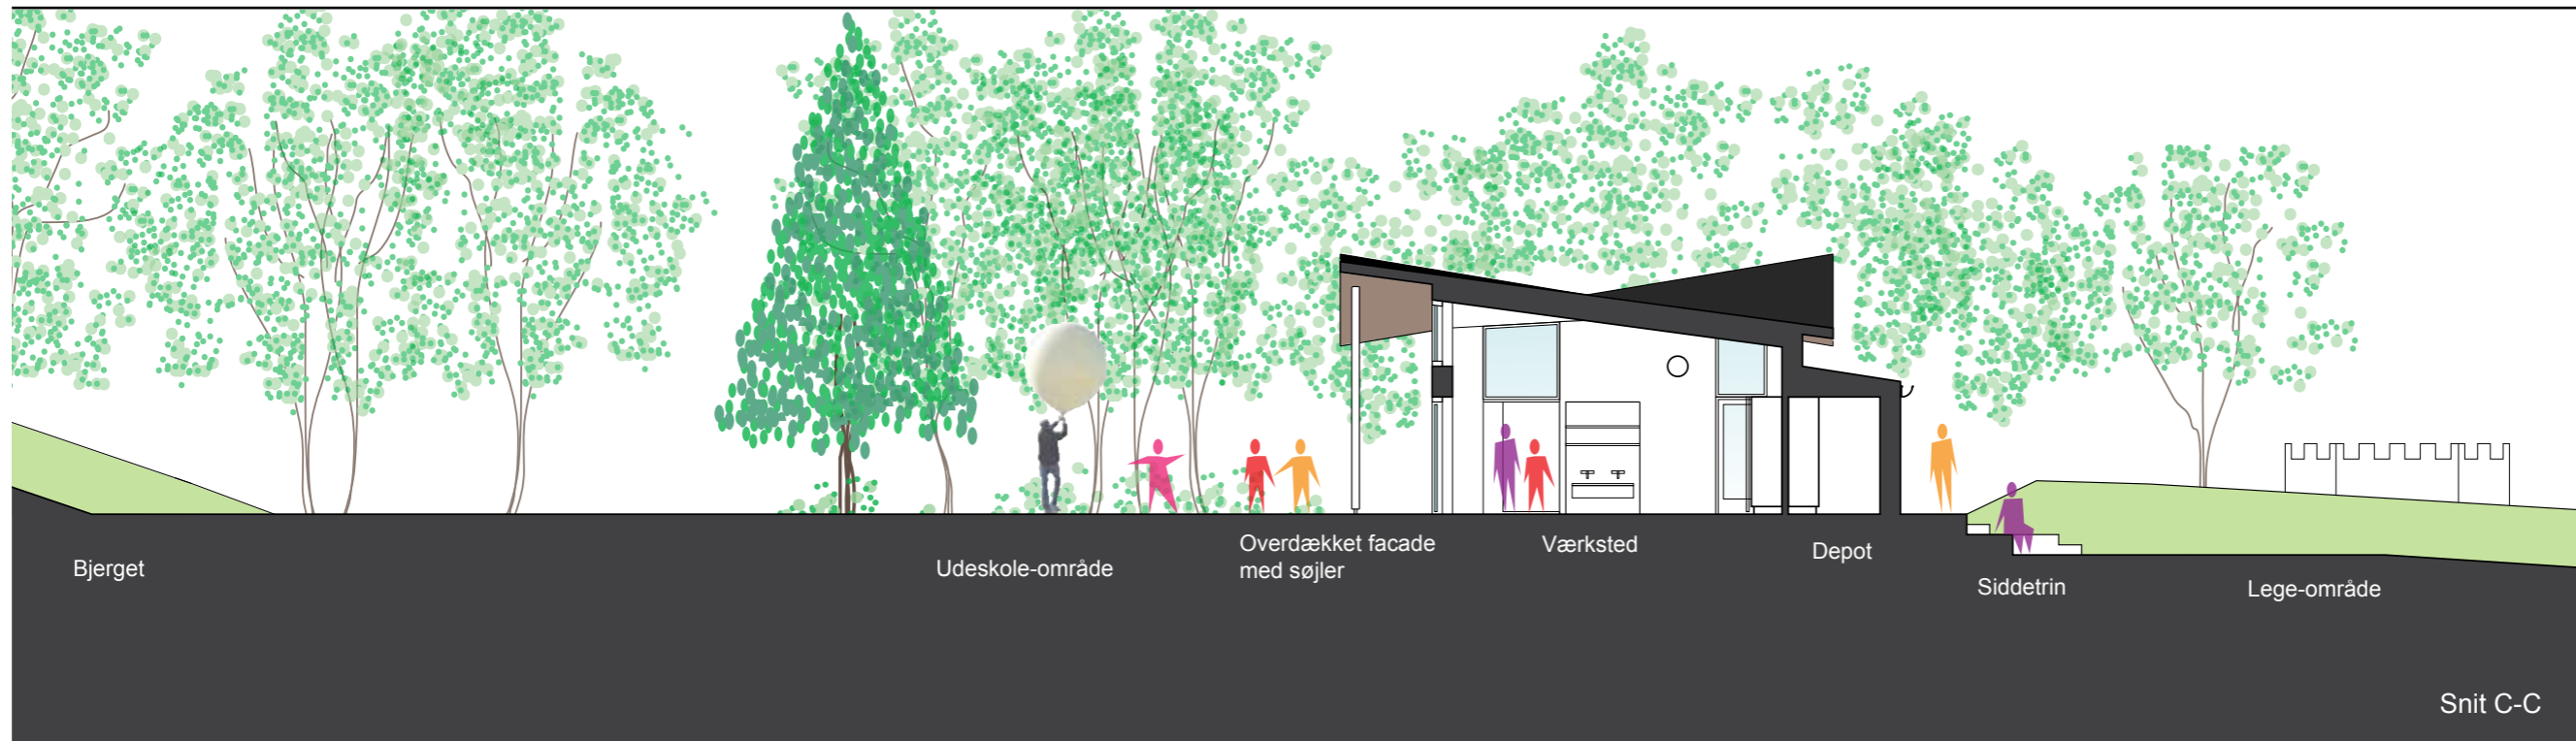 Bjerget
Udeskole-område
Overdækket facade
med søjler
Værksted
Depot
Siddetrin
Lege-område
Snit C-C